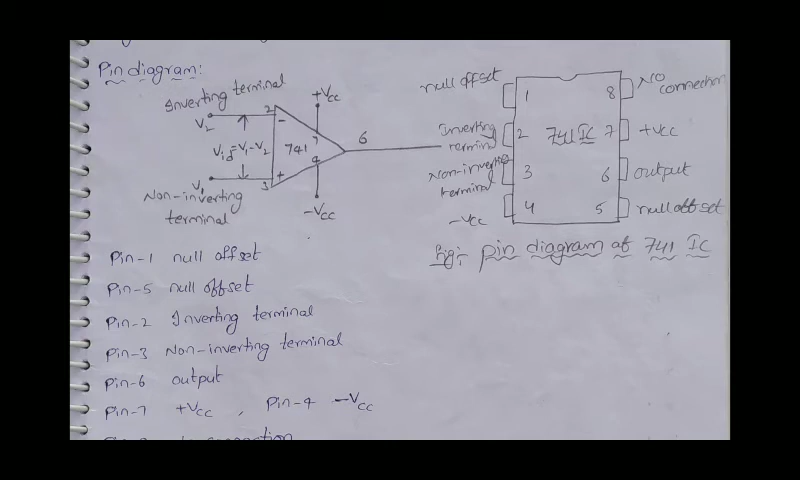 Pin diagram:
Inverting terminal
+Vcc
V2
2
-
7
6
Vid=V1-V2
741
4
V1
3
+
Non-inverting
terminal
-Vcc
null offset
1
8
NO
connection
Inverting
terminal
2
741 IC
7
+Vcc
Non-inverting
terminal
3
6
output
-Vcc
4
5
null offset
Fig:- pin diagram of 741 IC
Pin-1 null offset
Pin-5 null offset
Pin-2 Inverting terminal
Pin-3 Non-inverting terminal
Pin-6 output
Pin-7 +Vcc , Pin-4 -Vcc